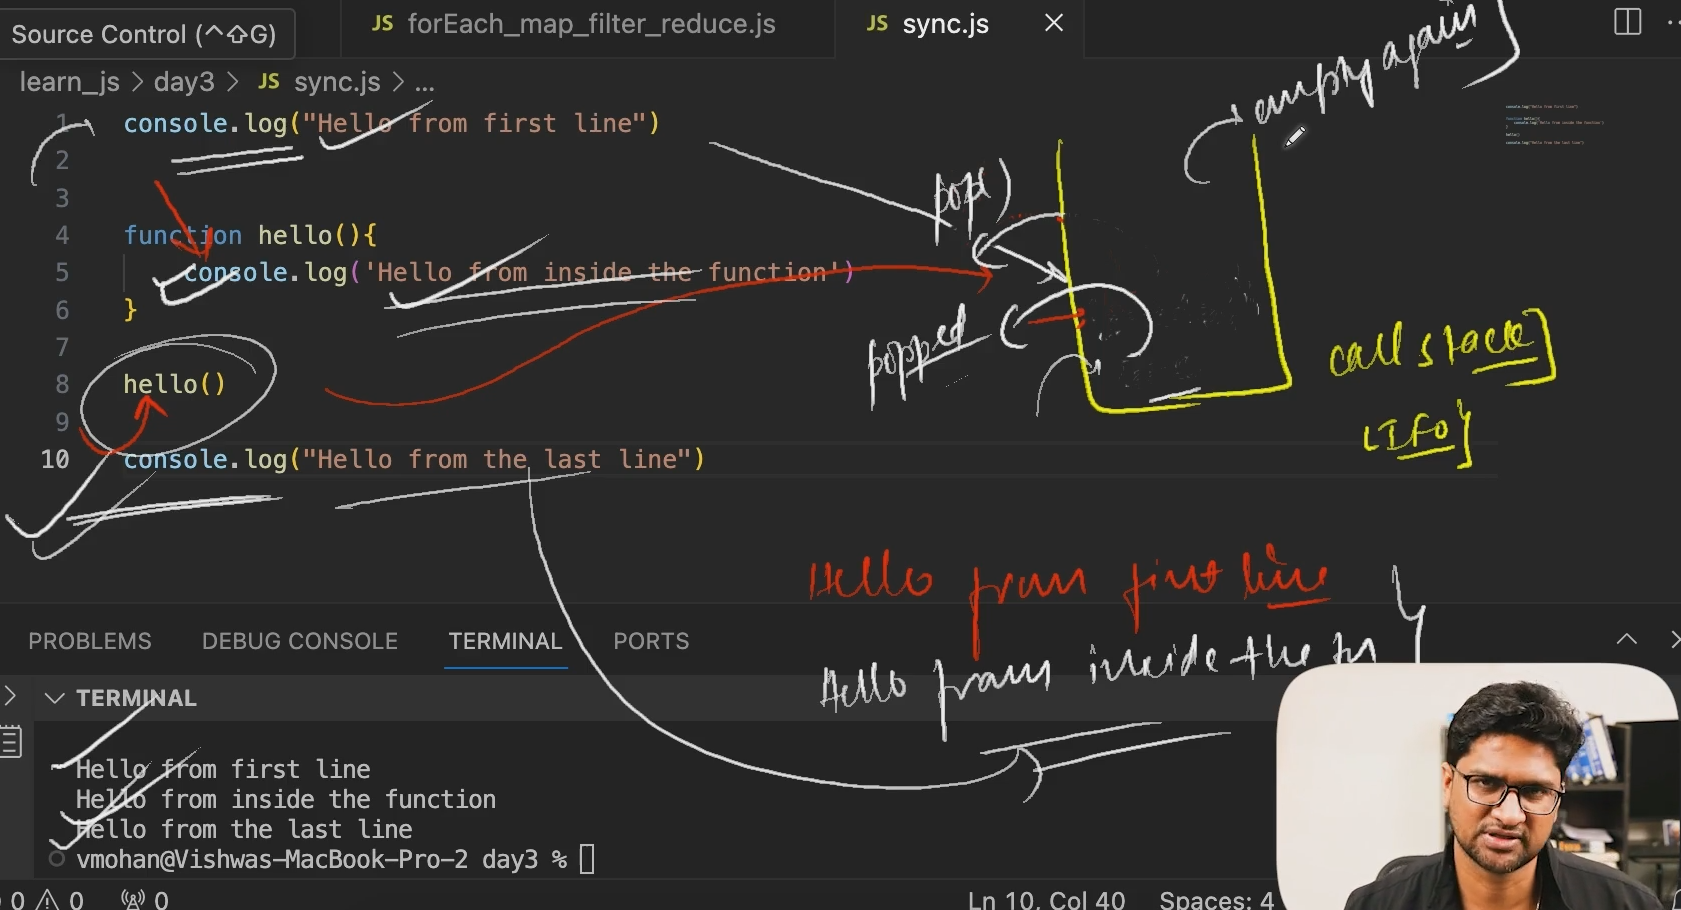 Source Control (^⇧G)
JS forEach_map_filter_reduce.js
JS sync.js
learn_js > day3 > JS sync.js > ...
1 console.log("Hello from first line")
2
3
4 function hello(){
5 console.log('Hello from inside the function')
6 }
7
8 hello()
9
10 console.log("Hello from the last line")
empty again
pop()
popped
call stack
LIFO
Hello from first line
Hello from inside the fn
PROBLEMS DEBUG CONSOLE TERMINAL PORTS
TERMINAL
Hello from first line
Hello from inside the function
Hello from the last line
vmohan@Vishwas-MacBook-Pro-2 day3 %
0 0 0
Ln 10, Col 40 Spaces: 4